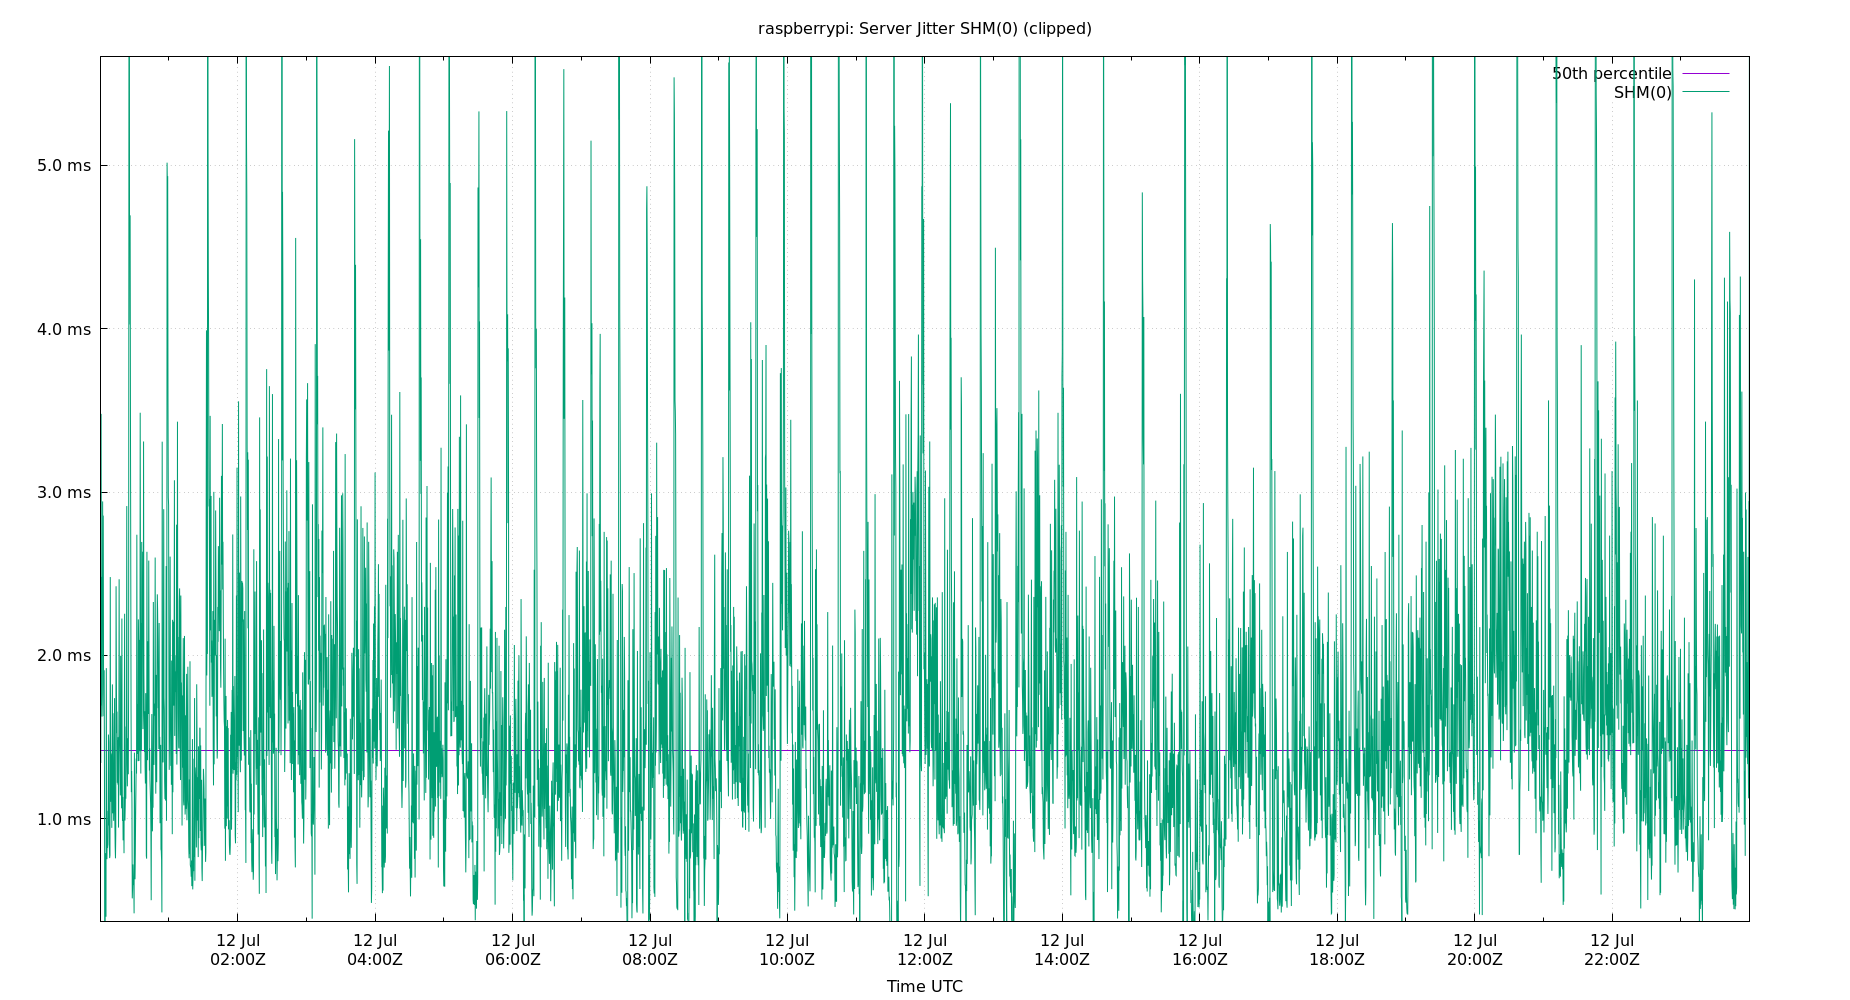 raspberrypi: Server Jitter SHM(0) (clipped)
50th percentile
SHM(0)
5.0 ms
4.0 ms
3.0 ms
2.0 ms
1.0 ms
12 Jul 12 Jul 12 Jul 12 Jul 12 Jul 12 Jul 12 Jul 12 Jul 12 Jul 12 Jul 12 Jul
02:00Z 04:00Z 06:00Z 08:00Z 10:00Z 12:00Z 14:00Z 16:00Z 18:00Z 20:00Z 22:00Z
Time UTC